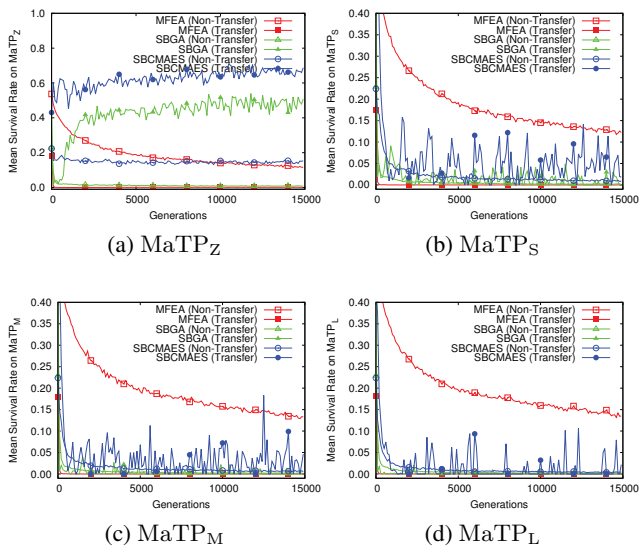 Mean Survival Rate on MaTP_Z
1.0
0.8
0.6
0.4
0.2
0.0
MFEA (Non-Transfer)
MFEA (Transfer)
SBGA (Non-Transfer)
SBGA (Transfer)
SBCMAES (Non-Transfer)
SBCMAES (Transfer)
0 5000 10000 15000
Generations
(a) MaTP_Z
Mean Survival Rate on MaTP_S
0.40
0.35
0.30
0.25
0.20
0.15
0.10
0.05
0.00
MFEA (Non-Transfer)
MFEA (Transfer)
SBGA (Non-Transfer)
SBGA (Transfer)
SBCMAES (Non-Transfer)
SBCMAES (Transfer)
0 5000 10000 15000
Generations
(b) MaTP_S
Mean Survival Rate on MaTP_M
0.40
0.35
0.30
0.25
0.20
0.15
0.10
0.05
0.00
MFEA (Non-Transfer)
MFEA (Transfer)
SBGA (Non-Transfer)
SBGA (Transfer)
SBCMAES (Non-Transfer)
SBCMAES (Transfer)
0 5000 10000 15000
Generations
(c) MaTP_M
Mean Survival Rate on MaTP_L
0.40
0.35
0.30
0.25
0.20
0.15
0.10
0.05
0.00
MFEA (Non-Transfer)
MFEA (Transfer)
SBGA (Non-Transfer)
SBGA (Transfer)
SBCMAES (Non-Transfer)
SBCMAES (Transfer)
0 5000 10000 15000
Generations
(d) MaTP_L